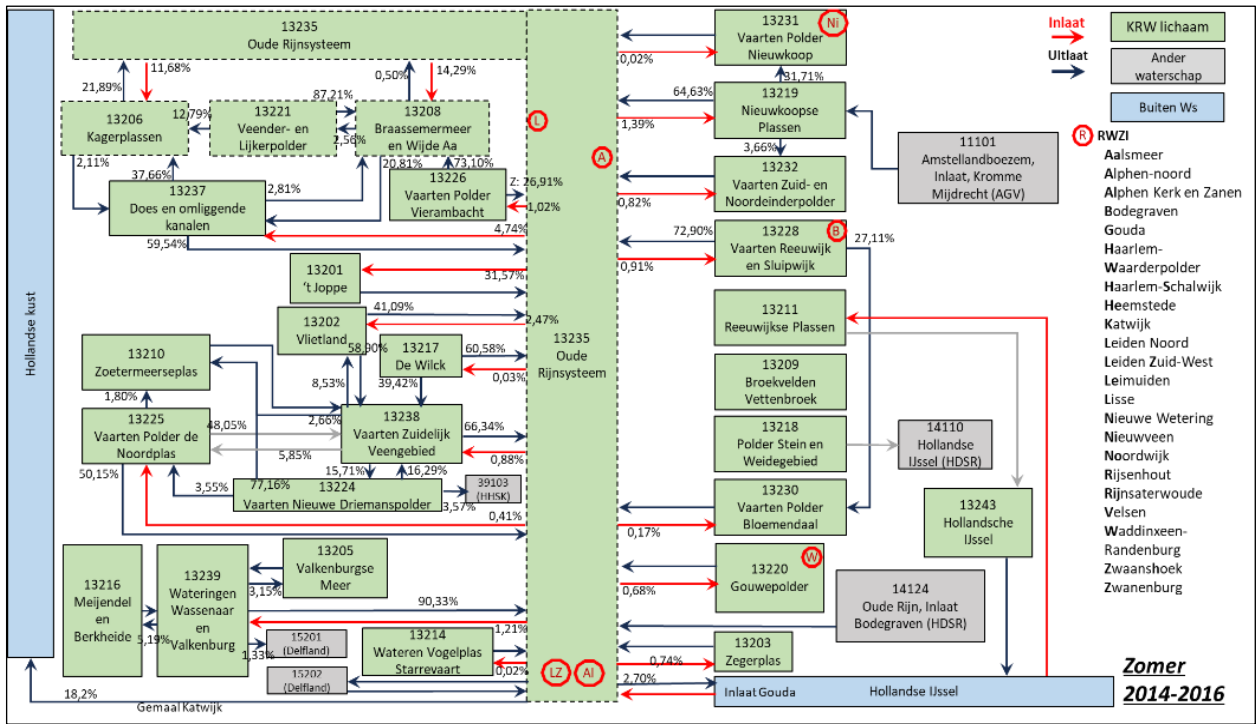 13235
Oude Rijnsysteem
11,68%
21,89%
0,50%
14,29%
87,21%
13206
Kagerplassen
12,79%
13221
Veender- en
Lijkerpolder
2,56%
13208
Braassemermeer
en Wijde Aa
2,11%
37,66%
20,81%
73,10%
13237
Does en omliggende
kanalen
2,81%
13226
Vaarten Polder
Vierambacht
Z: 26,91%
1,02%
4,74%
59,54%
13201
't Joppe
31,57%
41,09%
13202
Vlietland
2,47%
58,90%
13217
De Wilck
60,58%
0,03%
39,42%
13210
Zoetermeerseplas
8,53%
1,80%
2,66%
13225
Vaarten Polder de
Noordplas
48,05%
5,85%
13238
Vaarten Zuidelijk
Veengebied
66,34%
0,88%
50,15%
15,71%
16,29%
3,55%
77,16%
13224
Vaarten Nieuwe Driemanspolder
3,57%
39103
(HHSK)
0,41%
13216
Meijendel
en
Berkheide
5,19%
13239
Wateringen
Wassenaar
en
Valkenburg
13205
Valkenburgse
Meer
3,15%
90,33%
1,21%
1,33%
15201
(Delfland)
13214
Wateren Vogelplas
Starrevaart
0,02%
15202
(Delfland)
18,2%
Gemaal Katwijk
Hollandse kust
L
A
13235
Oude
Rijnsysteem
LZ
Al
13231
Vaarten Polder
Nieuwkoop
Ni
0,02%
31,71%
64,63%
13219
Nieuwkoopse
Plassen
1,39%
3,66%
13232
Vaarten Zuid- en
Noordeinderpolder
0,82%
11101
Amstellandboezem,
Inlaat, Kromme
Mijdrecht (AGV)
72,90%
13228
Vaarten Reeuwijk
en Sluipwijk
B
27,11%
0,91%
13211
Reeuwijkse Plassen
13209
Broekvelden
Vettenbroek
13218
Polder Stein en
Weidegebied
14110
Hollandse
IJssel (HDSR)
13230
Vaarten Polder
Bloemendaal
0,17%
13243
Hollandsche
IJssel
13220
Gouwepolder
W
0,68%
14124
Oude Rijn, Inlaat
Bodegraven (HDSR)
13203
Zegerplas
0,74%
2,70%
Inlaat Gouda
Hollandse IJssel
Inlaat
Uitlaat
KRW lichaam
Ander
waterschap
Buiten Ws
R RWZI
Aalsmeer
Alphen-noord
Alphen Kerk en Zanen
Bodegraven
Gouda
Haarlem-
Waarderpolder
Haarlem-Schalwijk
Heemstede
Katwijk
Leiden Noord
Leiden Zuid-West
Leimuiden
Lisse
Nieuwe Wetering
Nieuwveen
Noordwijk
Rijsenhout
Rijnsaterwoude
Velsen
Waddinxeen-
Randenburg
Zwaanshoek
Zwanenburg
Zomer
2014-2016